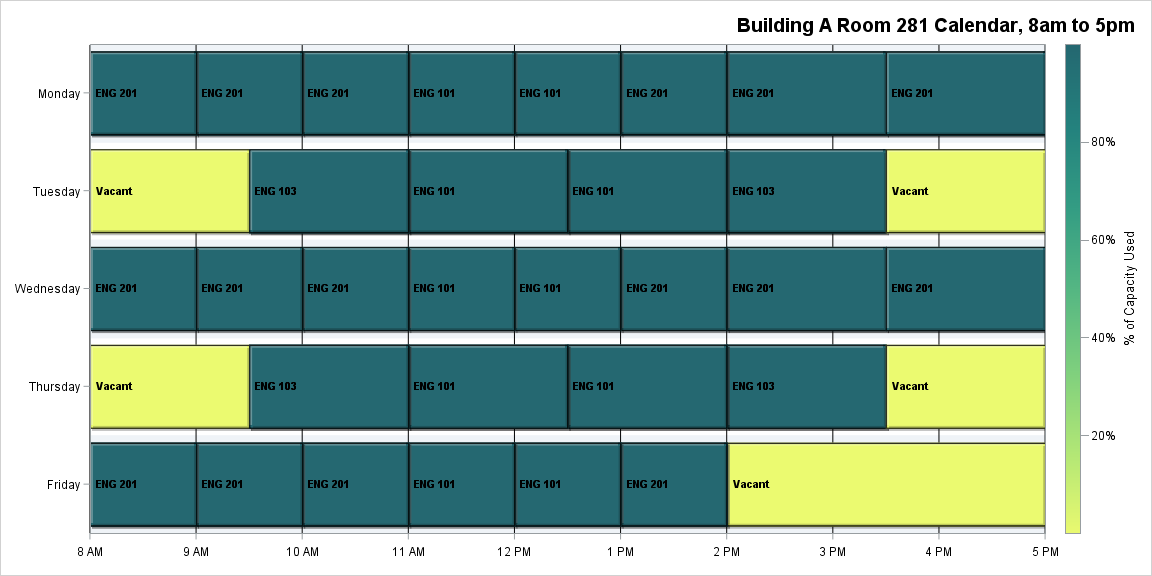 Building A Room 281 Calendar, 8am to 5pm
Monday ENG 201 ENG 201 ENG 201 ENG 101 ENG 101 ENG 201 ENG 201 ENG 201
Tuesday Vacant ENG 103 ENG 101 ENG 101 ENG 103 Vacant
Wednesday ENG 201 ENG 201 ENG 201 ENG 101 ENG 101 ENG 201 ENG 201 ENG 201
Thursday Vacant ENG 103 ENG 101 ENG 101 ENG 103 Vacant
Friday ENG 201 ENG 201 ENG 201 ENG 101 ENG 101 ENG 201 Vacant
8 AM 9 AM 10 AM 11 AM 12 PM 1 PM 2 PM 3 PM 4 PM 5 PM
80%
60%
40%
20%
% of Capacity Used